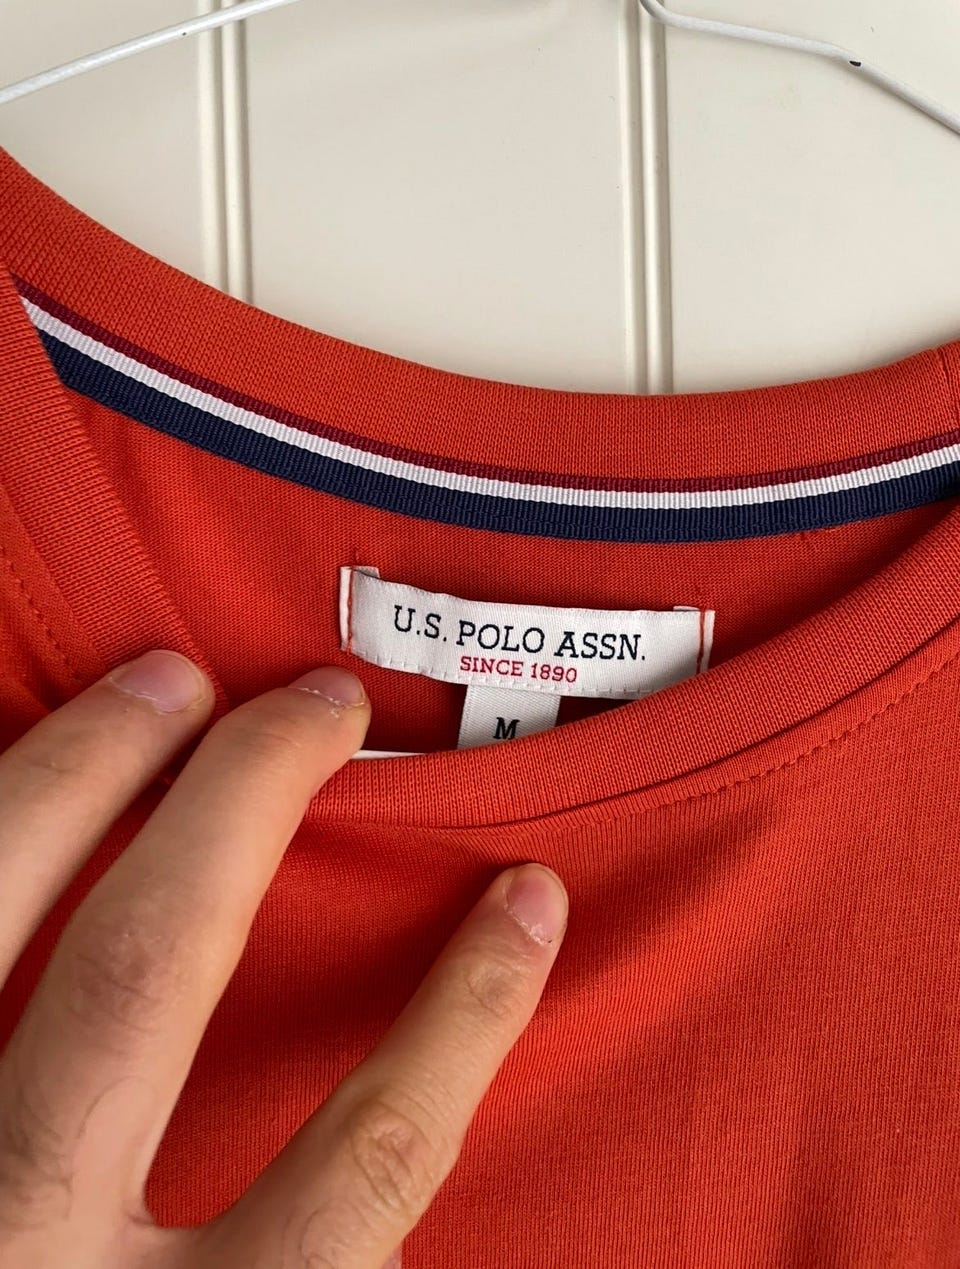 U.S. POLO ASSN.
SINCE 1890
M